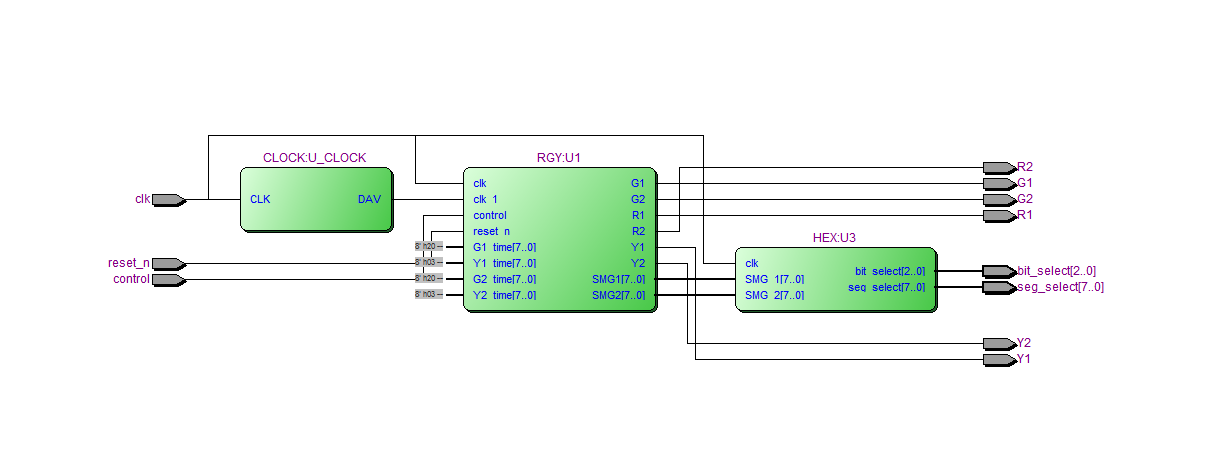 CLOCK:U_CLOCK
RGY:U1
clk
CLK
DAV
clk
clk_1
control
reset_n
G1_time[7..0]
Y1_time[7..0]
G2_time[7..0]
Y2_time[7..0]
8' h20
8' h03
8' h20
8' h03
G1
G2
R1
R2
Y1
Y2
SMG1[7..0]
SMG2[7..0]
reset_n
control
HEX:U3
clk
SMG_1[7..0]
SMG_2[7..0]
bit_select[2..0]
seg_select[7..0]
R2
G1
G2
R1
bit_select[2..0]
seg_select[7..0]
Y2
Y1